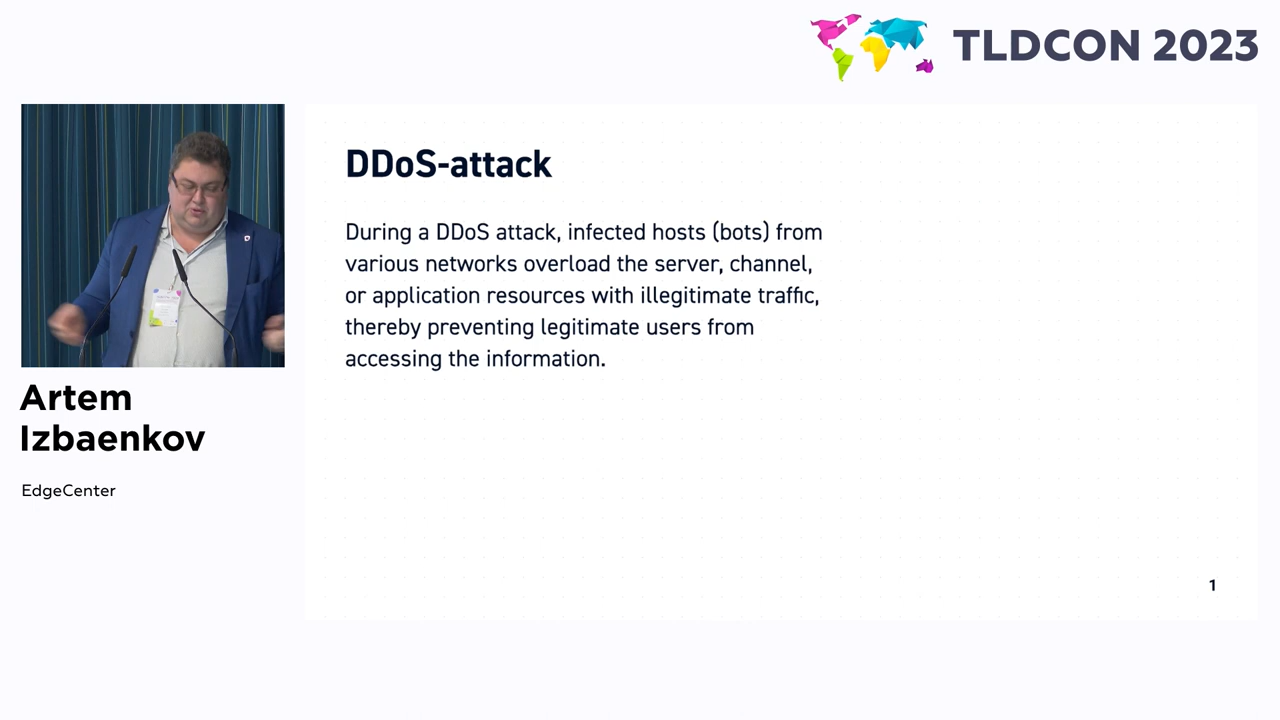 TLDCON 2023
DDoS-attack
During a DDoS attack, infected hosts (bots) from
various networks overload the server, channel,
or application resources with illegitimate traffic,
thereby preventing legitimate users from
accessing the information.
Artem
Izbaenkov
EdgeCenter
1